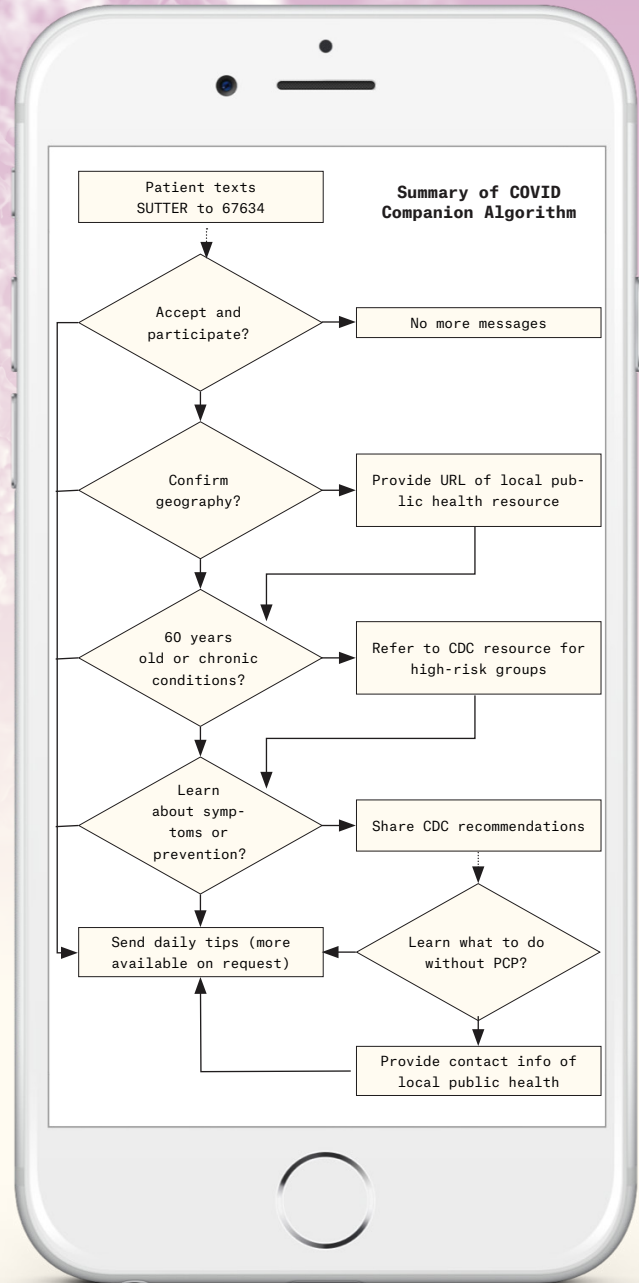 Patient texts
SUTTER to 67634
Summary of COVID
Companion Algorithm
Accept and
participate?
No more messages
Confirm
geography?
Provide URL of local pub-
lic health resource
60 years
old or chronic
conditions?
Refer to CDC resource for
high-risk groups
Learn
about symp-
toms or
prevention?
Share CDC recommendations
Send daily tips (more
available on request)
Learn what to do
without PCP?
Provide contact info of
local public health